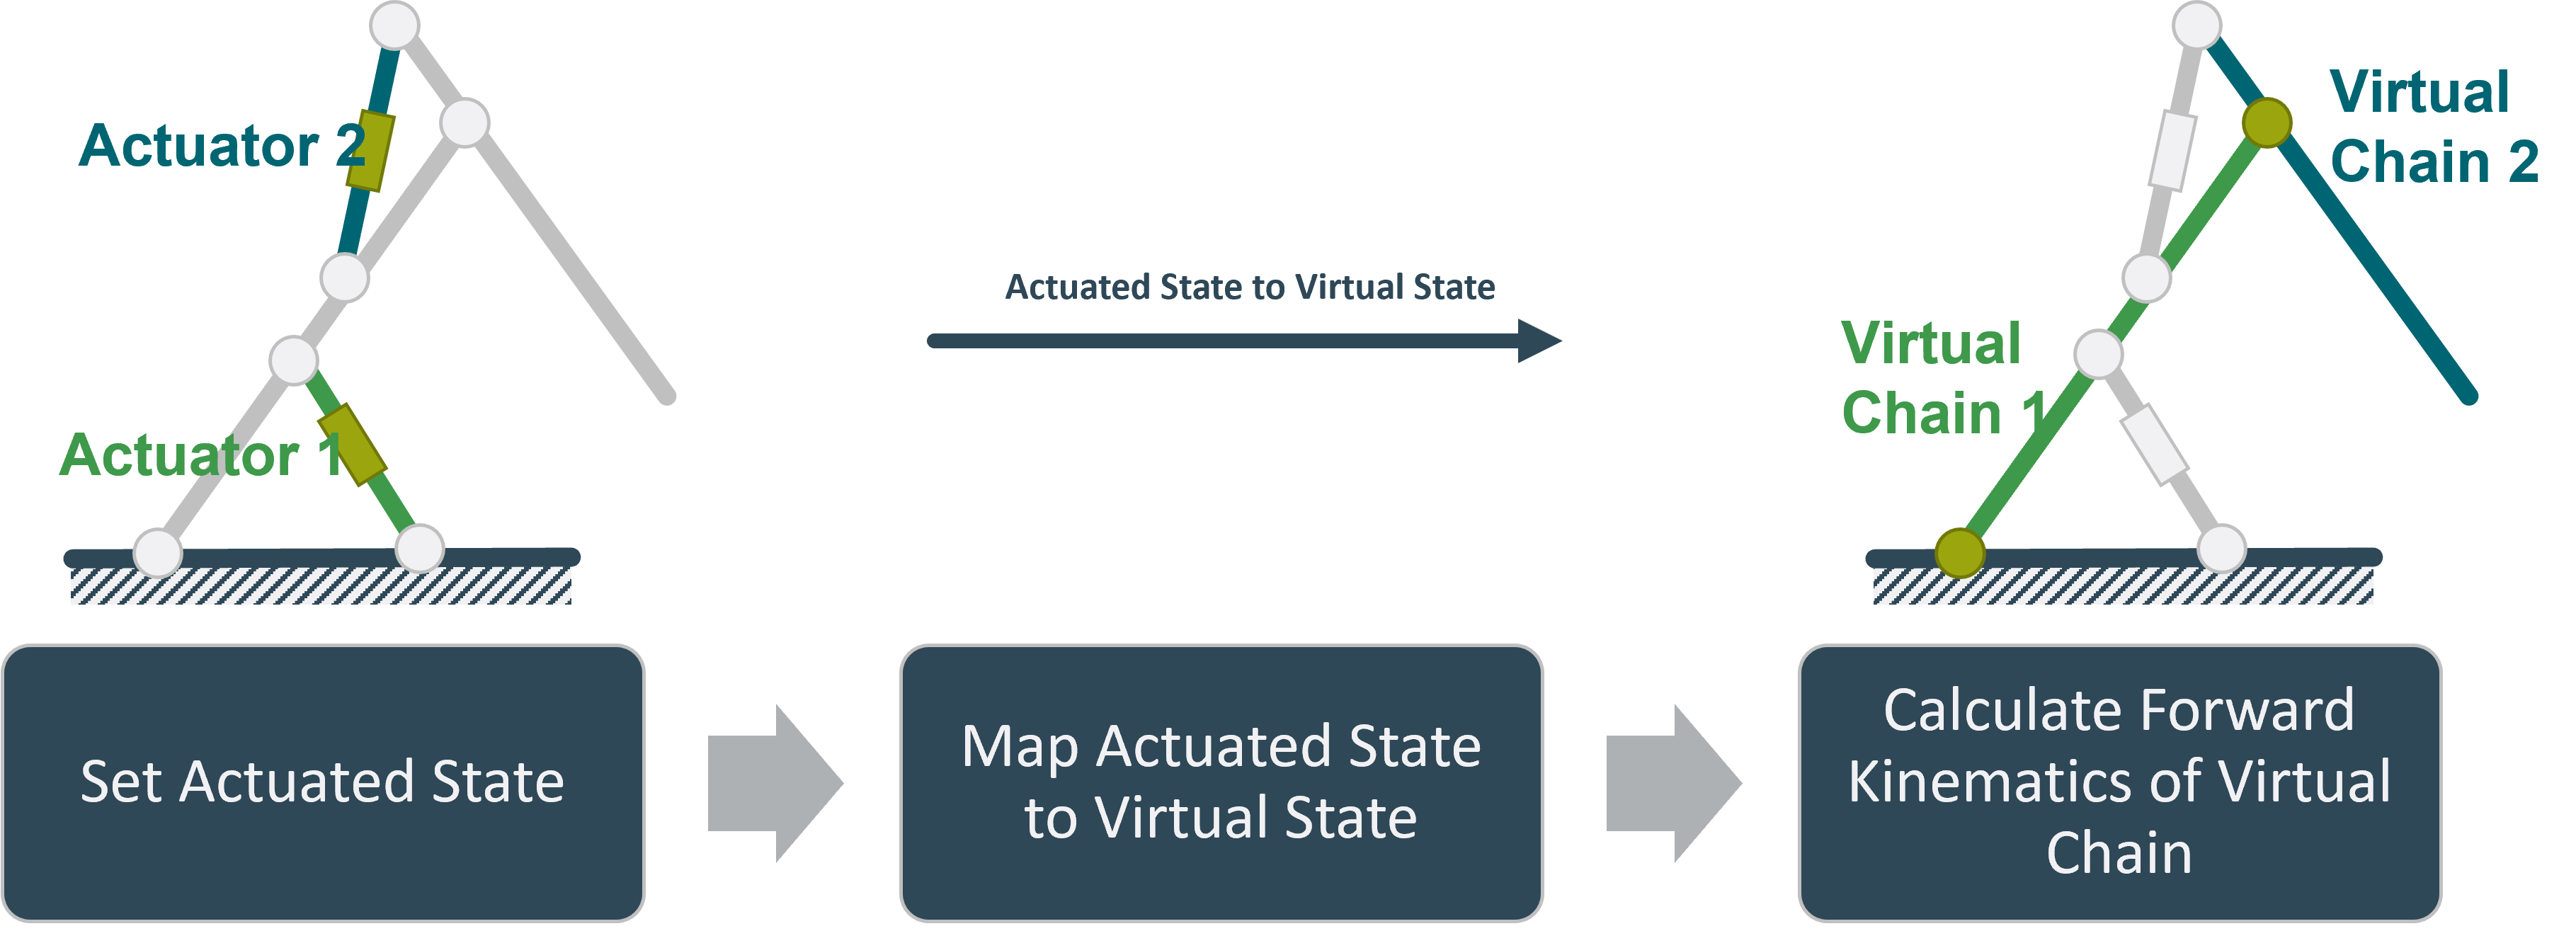 Actuator 2
Actuator 1
Actuated State to Virtual State
Virtual
Chain 2
Virtual
Chain 1
Set Actuated State
Map Actuated State
to Virtual State
Calculate Forward
Kinematics of Virtual
Chain